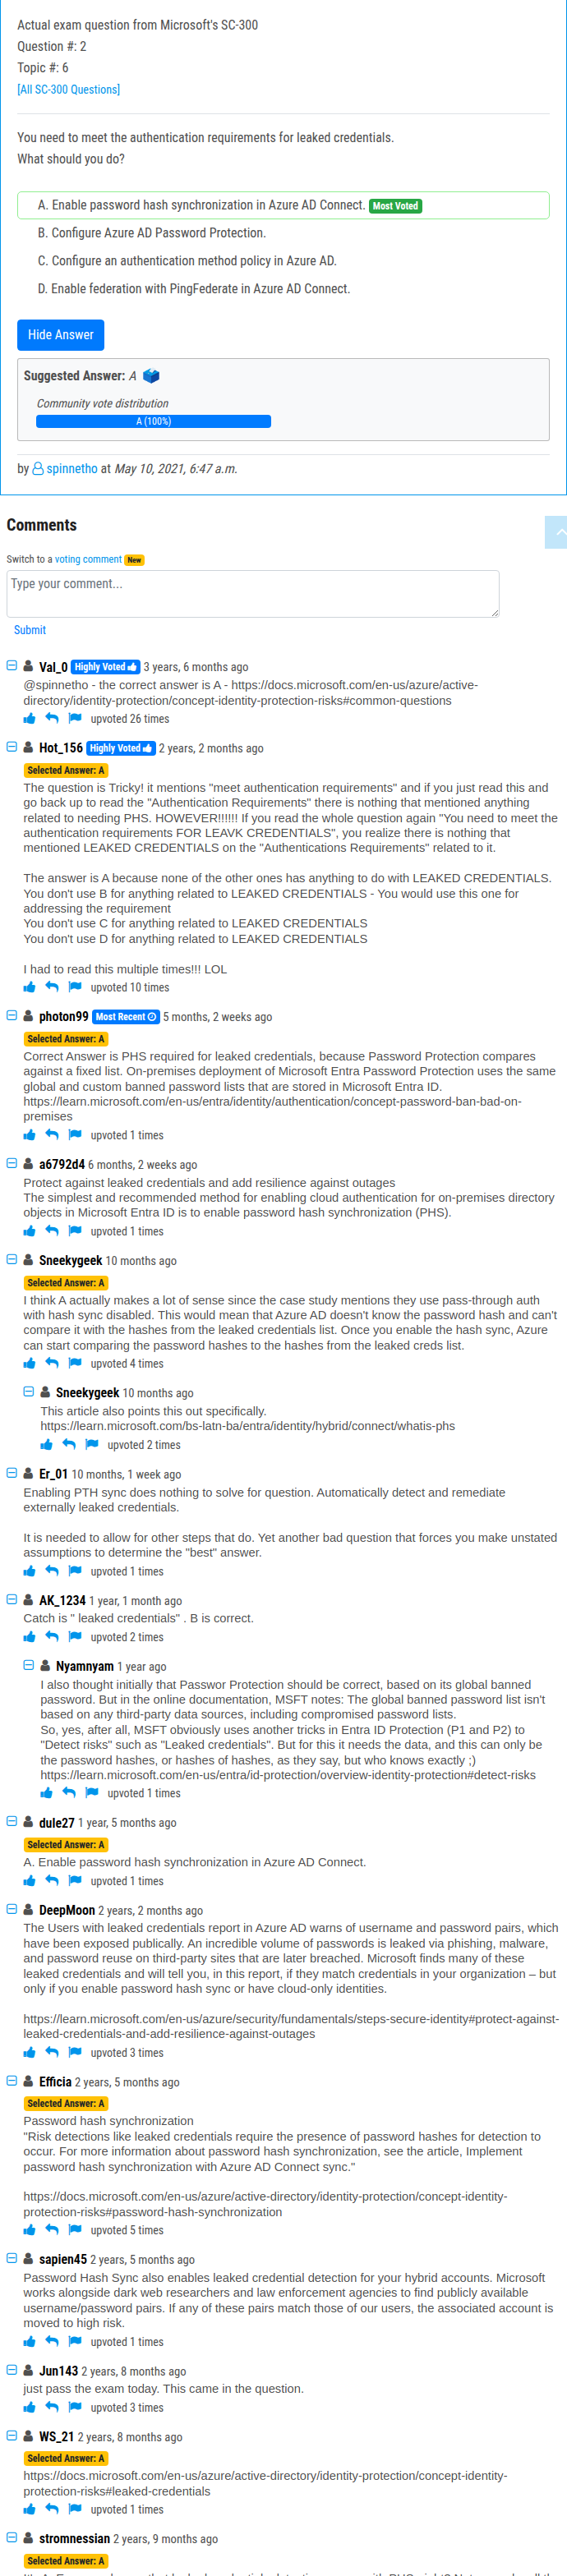 Actual exam question from Microsoft's SC-300
Question #: 2
Topic #: 6
[All SC-300 Questions]
You need to meet the authentication requirements for leaked credentials.
What should you do?
A. Enable password hash synchronization in Azure AD Connect. Most Voted
B. Configure Azure AD Password Protection.
C. Configure an authentication method policy in Azure AD.
D. Enable federation with PingFederate in Azure AD Connect.
Hide Answer
Suggested Answer: A
Community vote distribution
A (100%)
by spinnetho at May 10, 2021, 6:47 a.m.
Comments
Switch to a voting comment New
Type your comment...
Submit
Val_0 Highly Voted 3 years, 6 months ago
@spinnetho - the correct answer is A - https://docs.microsoft.com/en-us/azure/active-
directory/identity-protection/concept-identity-protection-risks#common-questions
upvoted 26 times
Hot_156 Highly Voted 2 years, 2 months ago
Selected Answer: A
The question is Tricky! it mentions "meet authentication requirements" and if you just read this and
go back up to read the "Authentication Requirements" there is nothing that mentioned anything
related to needing PHS. HOWEVER!!!!!! If you read the whole question again "You need to meet the
authentication requirements FOR LEAVK CREDENTIALS", you realize there is nothing that
mentioned LEAKED CREDENTIALS on the "Authentications Requirements" related to it.
The answer is A because none of the other ones has anything to do with LEAKED CREDENTIALS.
You don't use B for anything related to LEAKED CREDENTIALS - You would use this one for
addressing the requirement
You don't use C for anything related to LEAKED CREDENTIALS
You don't use D for anything related to LEAKED CREDENTIALS
I had to read this multiple times!!! LOL
upvoted 10 times
photon99 Most Recent 5 months, 2 weeks ago
Selected Answer: A
Correct Answer is PHS required for leaked credentials, because Password Protection compares
against a fixed list. On-premises deployment of Microsoft Entra Password Protection uses the same
global and custom banned password lists that are stored in Microsoft Entra ID.
https://learn.microsoft.com/en-us/entra/identity/authentication/concept-password-ban-bad-on-
premises
upvoted 1 times
a6792d4 6 months, 2 weeks ago
Protect against leaked credentials and add resilience against outages
The simplest and recommended method for enabling cloud authentication for on-premises directory
objects in Microsoft Entra ID is to enable password hash synchronization (PHS).
upvoted 1 times
Sneekygeek 10 months ago
Selected Answer: A
I think A actually makes a lot of sense since the case study mentions they use pass-through auth
with hash sync disabled. This would mean that Azure AD doesn't know the password hash and can't
compare it with the hashes from the leaked credentials list. Once you enable the hash sync, Azure
can start comparing the password hashes to the hashes from the leaked creds list.
upvoted 4 times
Sneekygeek 10 months ago
This article also points this out specifically.
https://learn.microsoft.com/bs-latn-ba/entra/identity/hybrid/connect/whatis-phs
upvoted 2 times
Er_01 10 months, 1 week ago
Enabling PTH sync does nothing to solve for question. Automatically detect and remediate
externally leaked credentials.
It is needed to allow for other steps that do. Yet another bad question that forces you make unstated
assumptions to determine the "best" answer.
upvoted 1 times
AK_1234 1 year, 1 month ago
Catch is " leaked credentials" . B is correct.
upvoted 2 times
Nyamnyam 1 year ago
I also thought initially that Passwor Protection should be correct, based on its global banned
password. But in the online documentation, MSFT notes: The global banned password list isn't
based on any third-party data sources, including compromised password lists.
So, yes, after all, MSFT obviously uses another tricks in Entra ID Protection (P1 and P2) to
"Detect risks" such as "Leaked credentials". But for this it needs the data, and this can only be
the password hashes, or hashes of hashes, as they say, but who knows exactly ;)
https://learn.microsoft.com/en-us/entra/id-protection/overview-identity-protection#detect-risks
upvoted 1 times
dule27 1 year, 5 months ago
Selected Answer: A
A. Enable password hash synchronization in Azure AD Connect.
upvoted 1 times
DeepMoon 2 years, 2 months ago
The Users with leaked credentials report in Azure AD warns of username and password pairs, which
have been exposed publically. An incredible volume of passwords is leaked via phishing, malware,
and password reuse on third-party sites that are later breached. Microsoft finds many of these
leaked credentials and will tell you, in this report, if they match credentials in your organization – but
only if you enable password hash sync or have cloud-only identities.
https://learn.microsoft.com/en-us/azure/security/fundamentals/steps-secure-identity#protect-against-
leaked-credentials-and-add-resilience-against-outages
upvoted 3 times
Efficia 2 years, 5 months ago
Selected Answer: A
Password hash synchronization
"Risk detections like leaked credentials require the presence of password hashes for detection to
occur. For more information about password hash synchronization, see the article, Implement
password hash synchronization with Azure AD Connect sync."
https://docs.microsoft.com/en-us/azure/active-directory/identity-protection/concept-identity-
protection-risks#password-hash-synchronization
upvoted 5 times
sapien45 2 years, 5 months ago
Password Hash Sync also enables leaked credential detection for your hybrid accounts. Microsoft
works alongside dark web researchers and law enforcement agencies to find publicly available
username/password pairs. If any of these pairs match those of our users, the associated account is
moved to high risk.
upvoted 1 times
Jun143 2 years, 8 months ago
just pass the exam today. This came in the question.
upvoted 3 times
WS_21 2 years, 8 months ago
Selected Answer: A
https://docs.microsoft.com/en-us/azure/active-directory/identity-protection/concept-identity-
protection-risks#leaked-credentials
upvoted 1 times
stromnessian 2 years, 9 months ago
Selected Answer: A